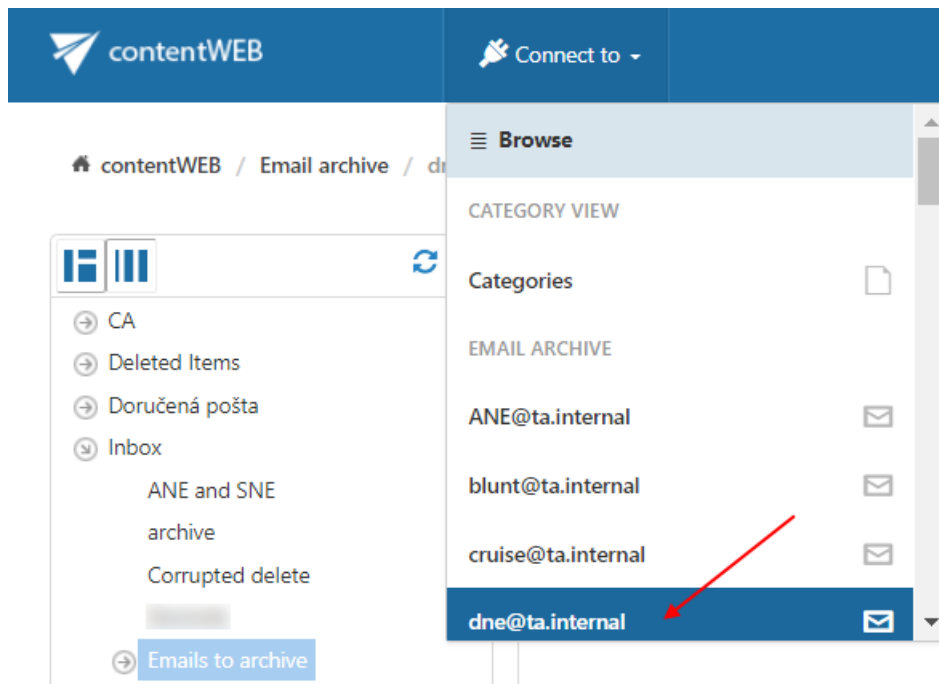 contentWEB
Connect to
contentWEB / Email archive /
Browse
CATEGORY VIEW
Categories
EMAIL ARCHIVE
ANE@ta.internal
blunt@ta.internal
cruise@ta.internal
dne@ta.internal
CA
Deleted Items
Doručená pošta
Inbox
ANE and SNE
archive
Corrupted delete
Emails to archive